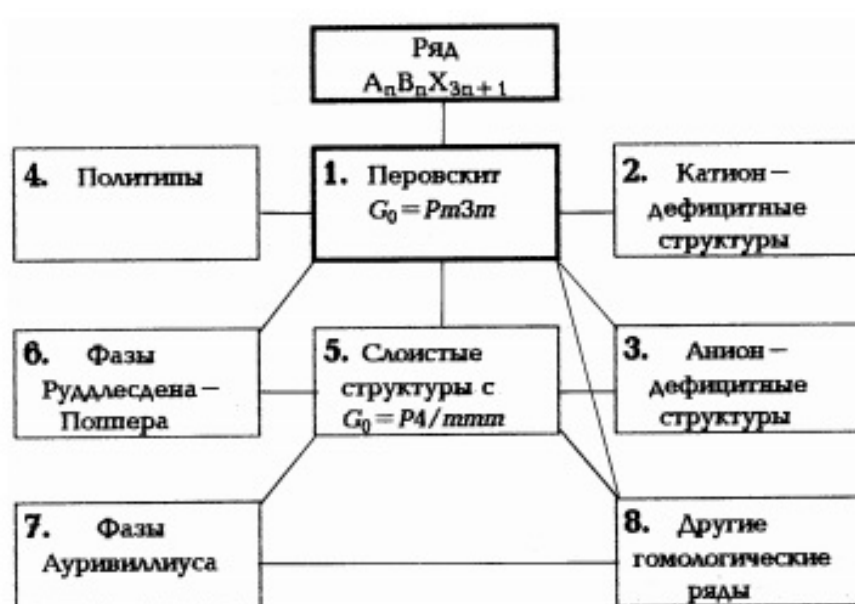 Ряд
AₙBₙX₃ₙ₊₁
4. Политипы
1. Перовскит
G₀ = Pm3m
2. Катион –
дефицитные
структуры
6. Фазы
Руддлесдена –
Поппера
5. Слоистые
структуры с
G₀ = P4/mmm
3. Анион –
дефицитные
структуры
7. Фазы
Ауривиллиуса
8. Другие
гомологические
ряды